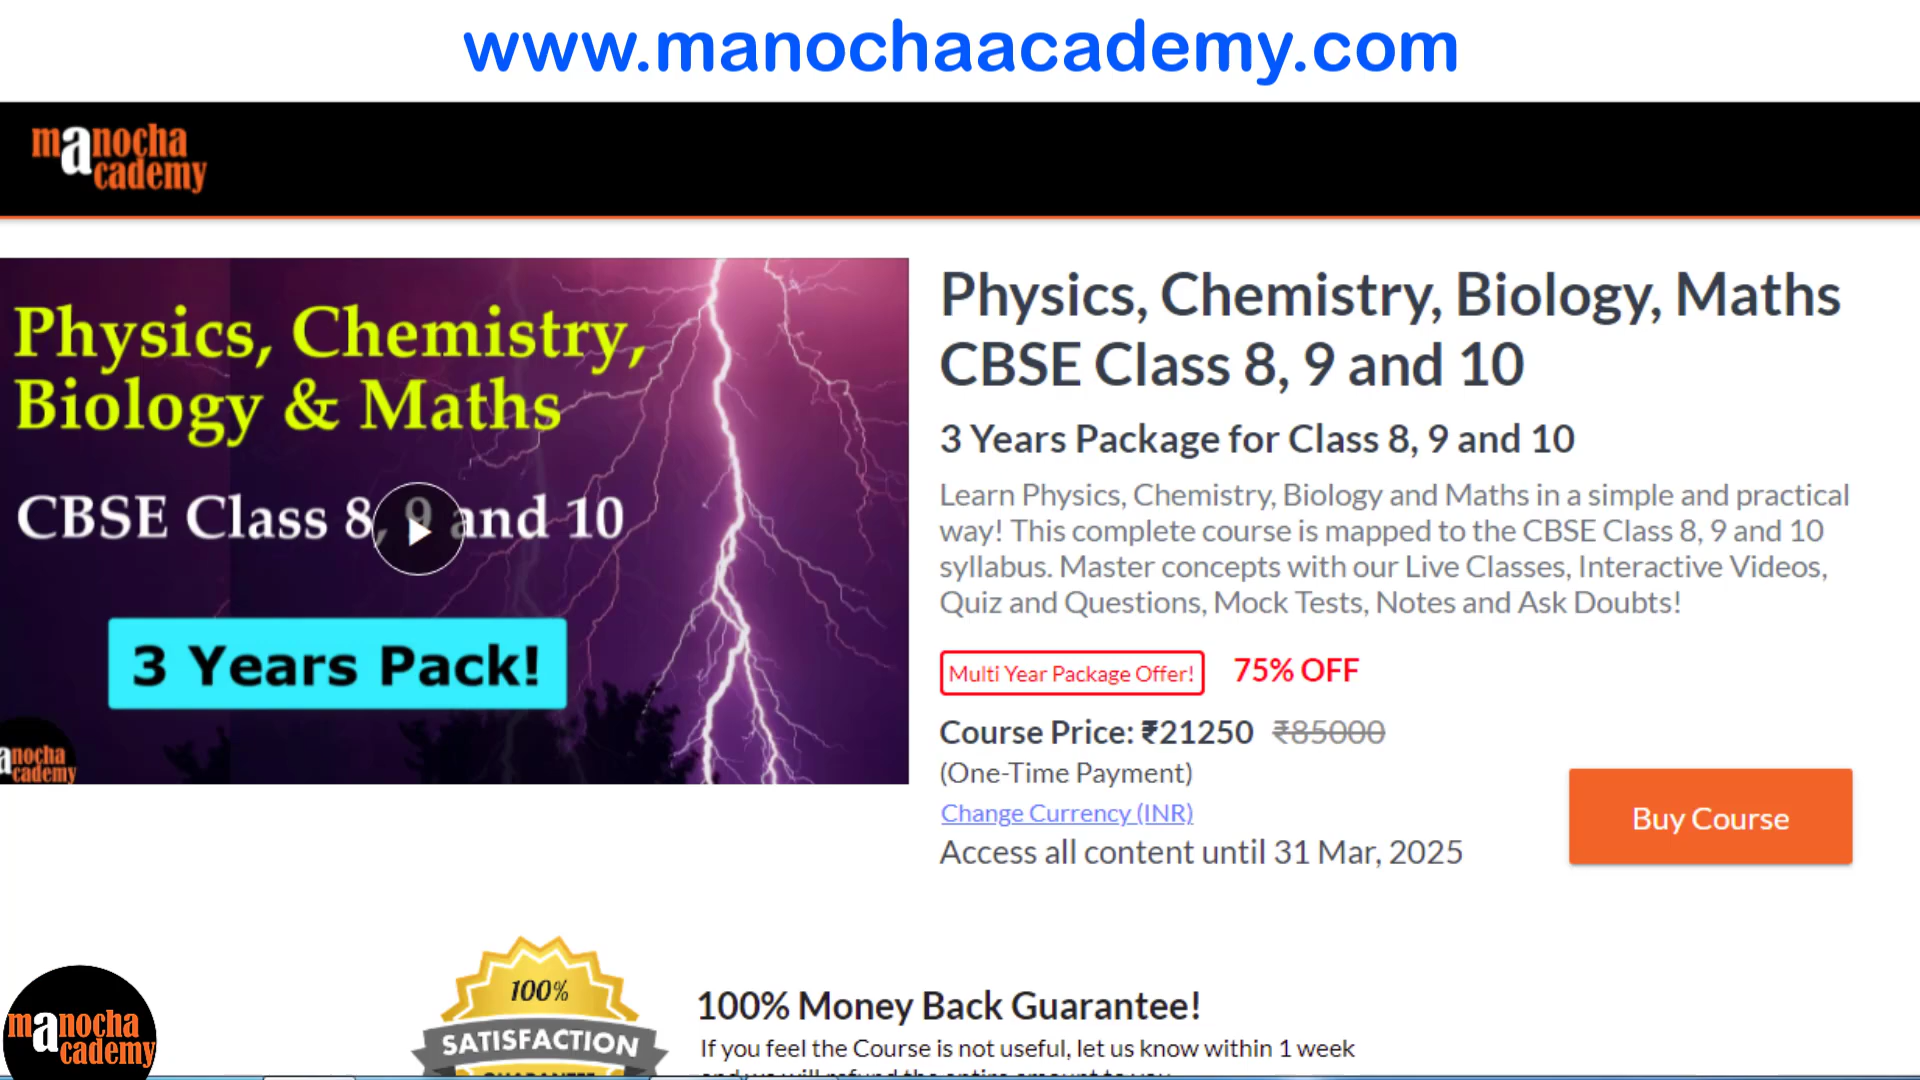 www.manochaacademy.com
manocha
academy
Physics, Chemistry,
Biology & Maths
CBSE Class 8, 9 and 10
3 Years Pack!
anocha
cademy
Physics, Chemistry, Biology, Maths
CBSE Class 8, 9 and 10
3 Years Package for Class 8, 9 and 10
Learn Physics, Chemistry, Biology and Maths in a simple and practical
way! This complete course is mapped to the CBSE Class 8, 9 and 10
syllabus. Master concepts with our Live Classes, Interactive Videos,
Quiz and Questions, Mock Tests, Notes and Ask Doubts!
Multi Year Package Offer! 75% OFF
Course Price: ₹21250 ₹85000
(One-Time Payment)
Change Currency (INR)
Access all content until 31 Mar, 2025
Buy Course
manocha
academy
100%
SATISFACTION
100% Money Back Guarantee!
If you feel the Course is not useful, let us know within 1 week